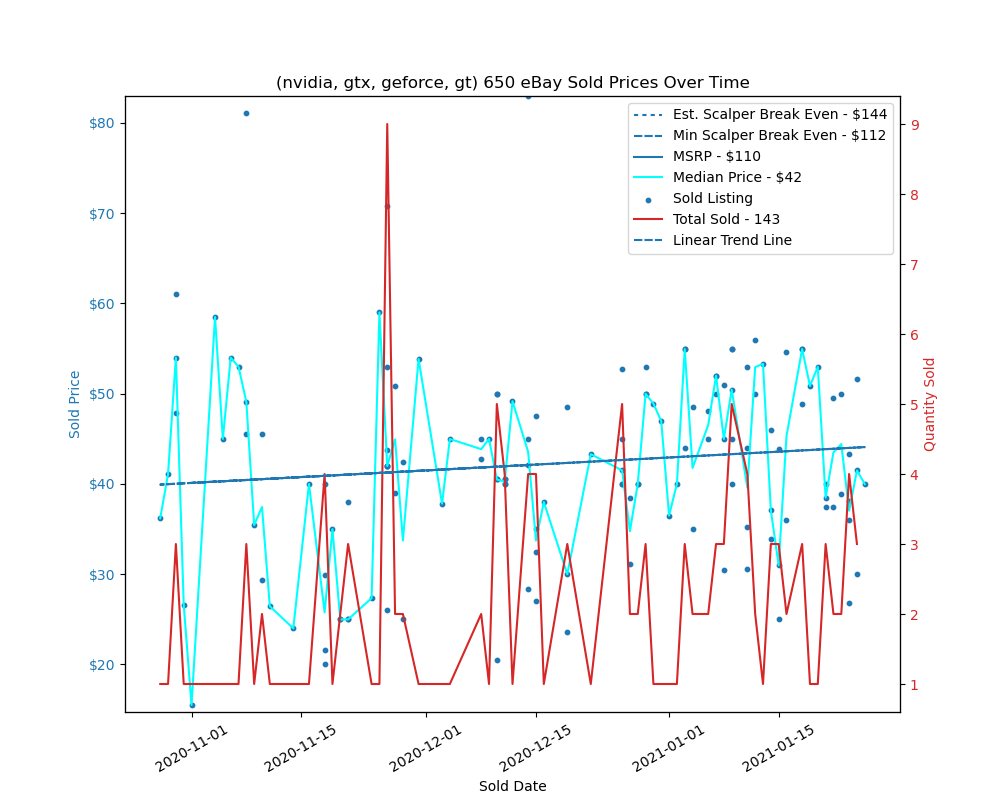 (nvidia, gtx, geforce, gt) 650 eBay Sold Prices Over Time
Est. Scalper Break Even - $144
Min Scalper Break Even - $112
MSRP - $110
Median Price - $42
Sold Listing
Total Sold - 143
Linear Trend Line
Sold Price
$80
$70
$60
$50
$40
$30
$20
9
8
7
6
5
4
3
2
1
Quantity Sold
2020-11-01
2020-11-15
2020-12-01
2020-12-15
2021-01-01
2021-01-15
Sold Date